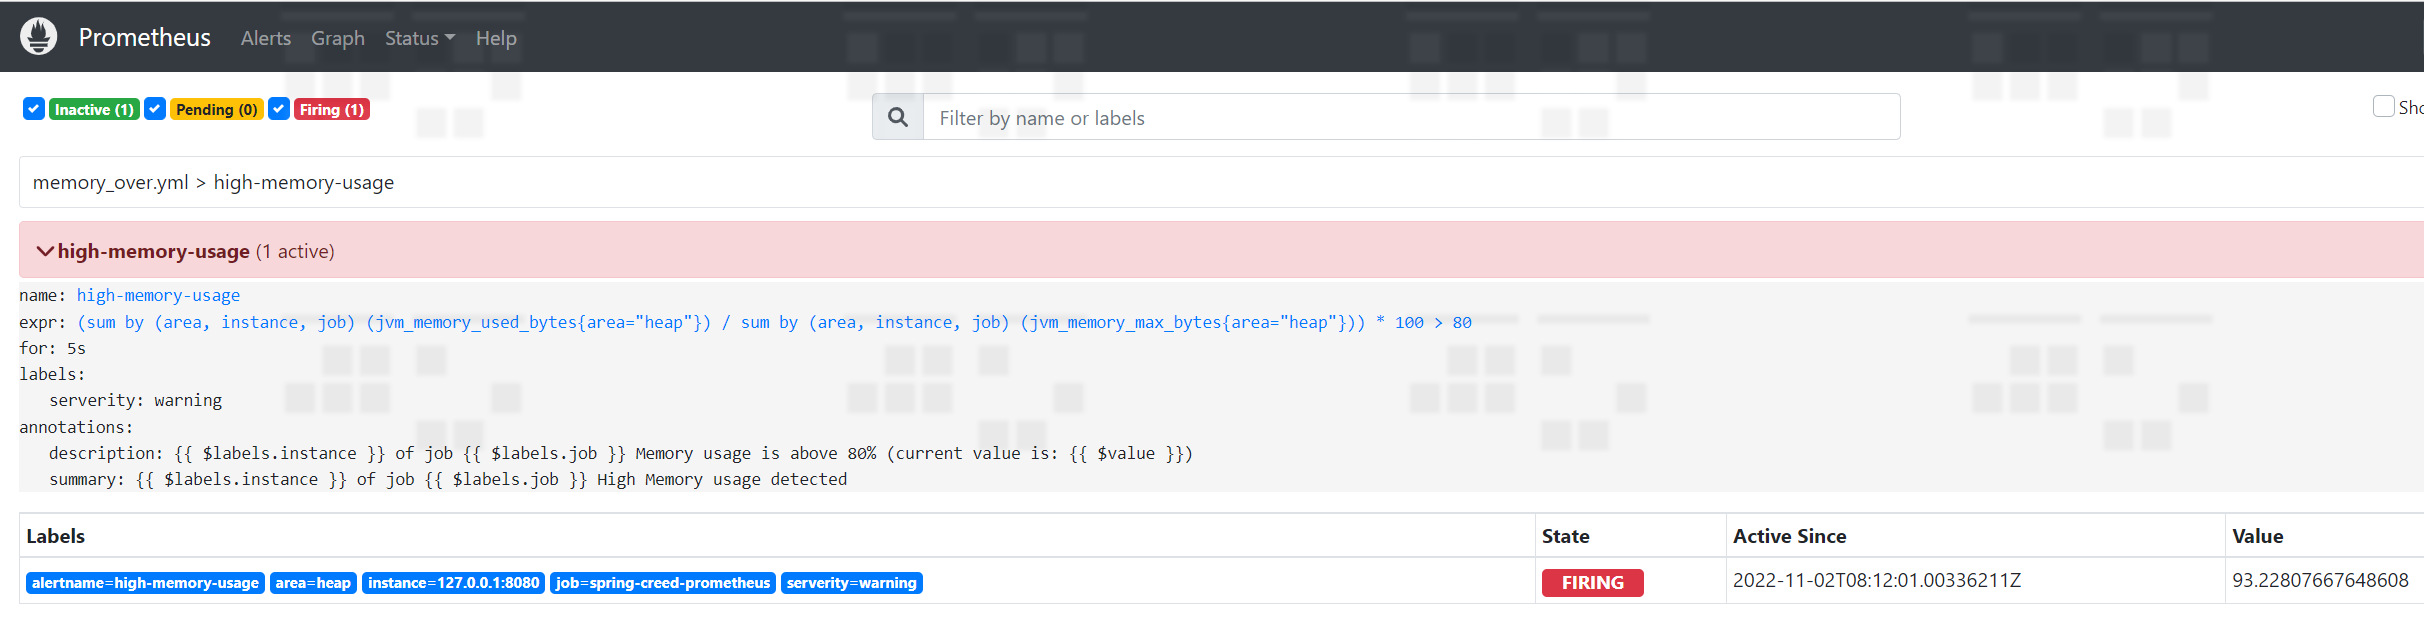 Prometheus Alerts Graph Status Help
Inactive (1) Pending (0) Firing (1) Filter by name or labels
memory_over.yml > high-memory-usage
high-memory-usage (1 active)
name: high-memory-usage
expr: (sum by (area, instance, job) (jvm_memory_used_bytes{area="heap"}) / sum by (area, instance, job) (jvm_memory_max_bytes{area="heap"})) * 100 > 80
for: 5s
labels:
serverity: warning
annotations:
description: {{ $labels.instance }} of job {{ $labels.job }} Memory usage is above 80% (current value is: {{ $value }})
summary: {{ $labels.instance }} of job {{ $labels.job }} High Memory usage detected
Labels State Active Since Value
alertname=high-memory-usage area=heap instance=127.0.0.1:8080 job=spring-creed-prometheus serverity=warning FIRING 2022-11-02T08:12:01.00336211Z 93.22807667648608